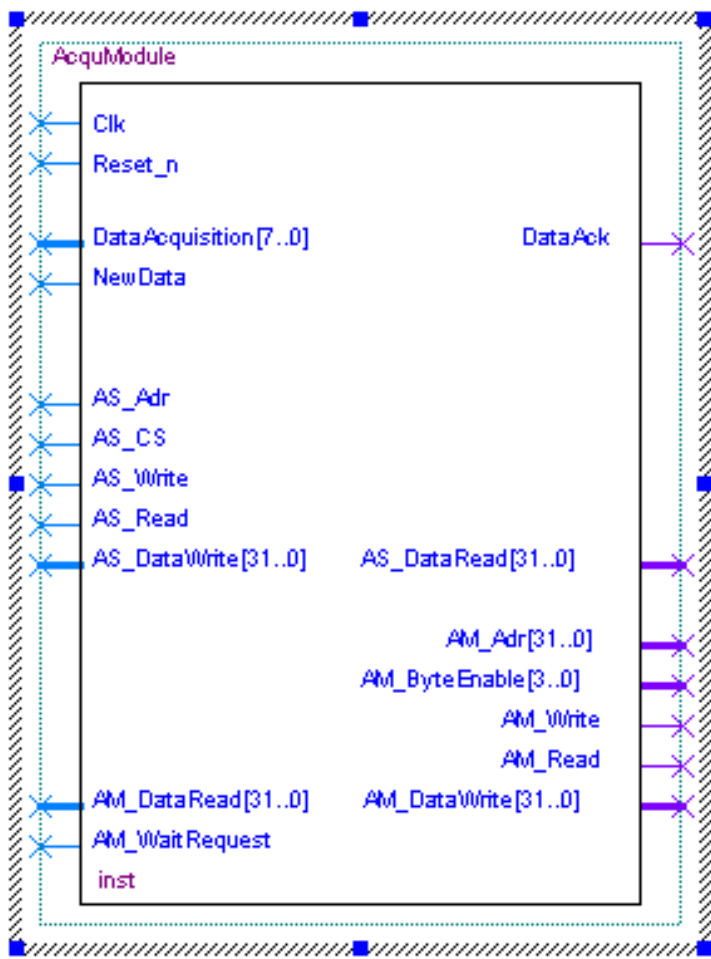 AcquModule
Clk
Reset_n
DataAcquisition[7..0] DataAck
NewData
AS_Adr
AS_CS
AS_Write
AS_Read
AS_DataWrite[31..0] AS_DataRead[31..0]
AM_Adr[31..0]
AM_ByteEnable[3..0]
AM_Write
AM_Read
AM_DataRead[31..0] AM_DataWrite[31..0]
AM_WaitRequest
inst